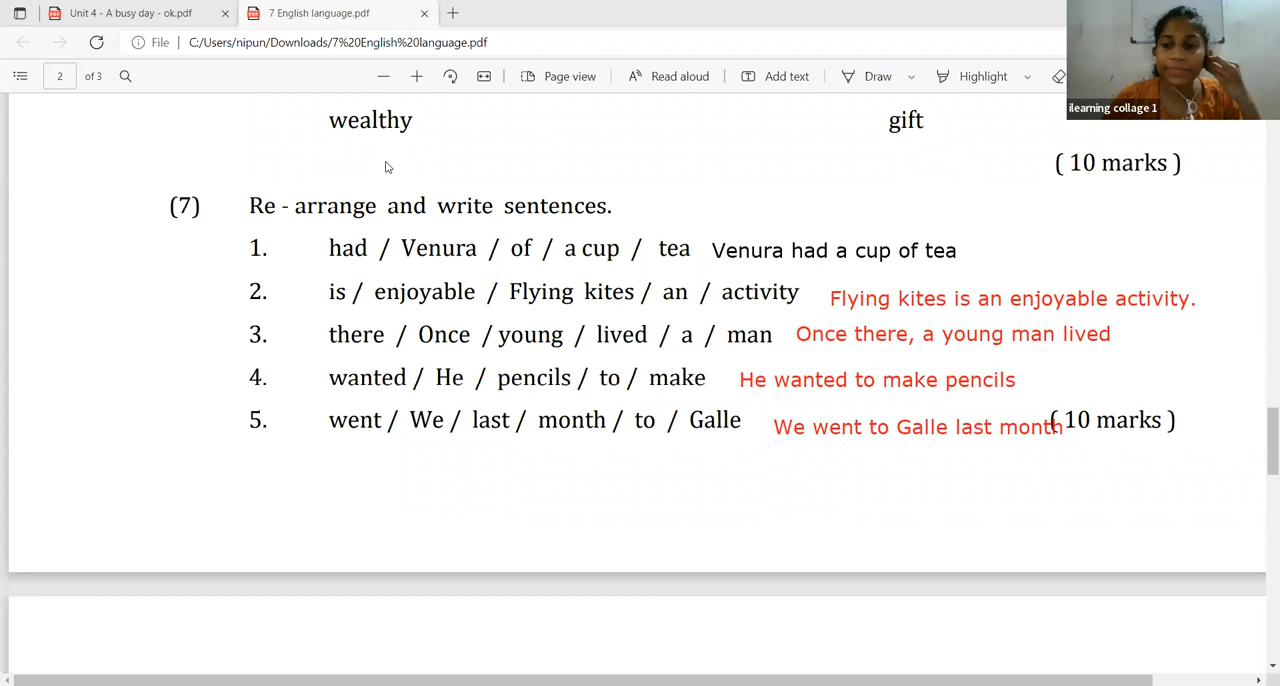 Unit 4 - A busy day - ok.pdf
7 English language.pdf
File C:/Users/nipun/Downloads/7%20English%20language.pdf
2 of 3 Page view Read aloud Add text Draw Highlight
ilearning collage 1
wealthy gift
( 10 marks )
(7) Re - arrange and write sentences.
1. had / Venura / of / a cup / tea Venura had a cup of tea
2. is / enjoyable / Flying kites / an / activity Flying kites is an enjoyable activity.
3. there / Once / young / lived / a / man Once there, a young man lived
4. wanted / He / pencils / to / make He wanted to make pencils
5. went / We / last / month / to / Galle We went to Galle last month ( 10 marks )